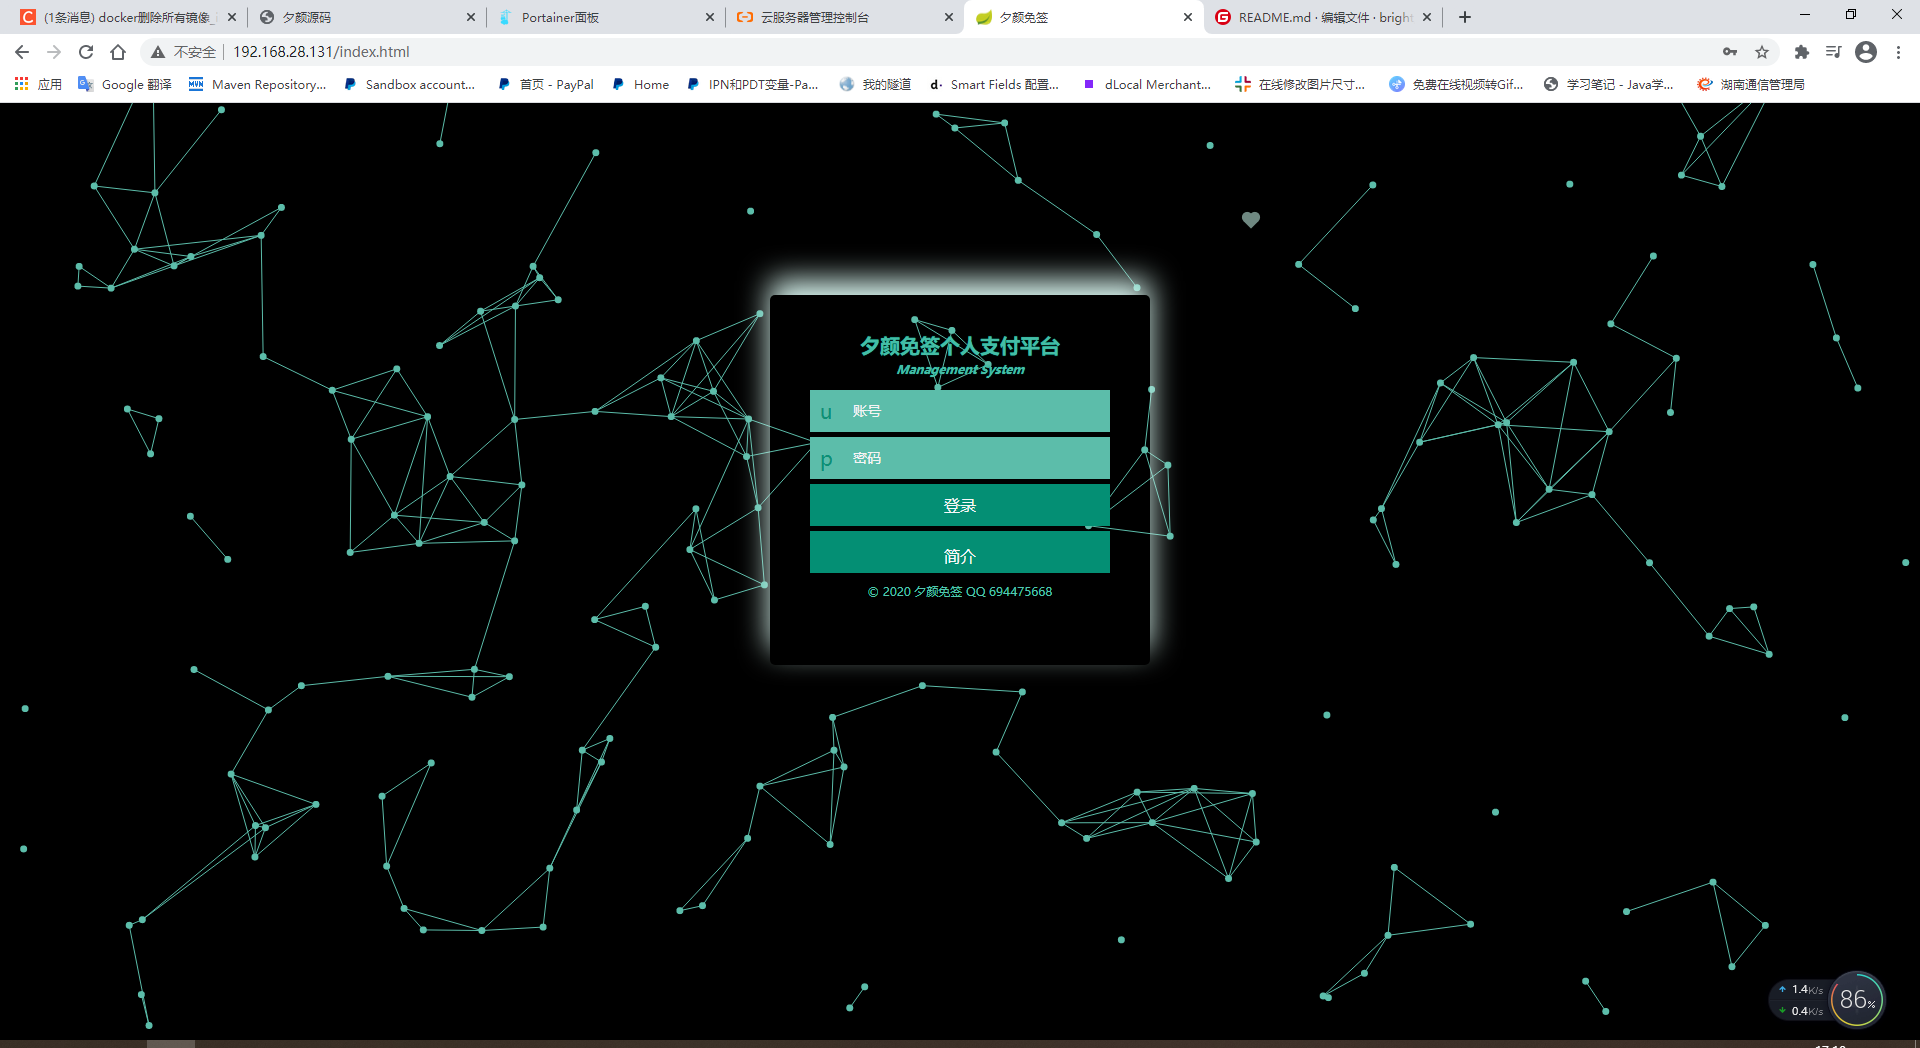 (1条消息) docker删除所有镜像_
夕颜源码
Portainer面板
云服务器管理控制台
夕颜免签
README.md · 编辑文件 · bright
不安全
192.168.28.131/index.html
应用
Google 翻译
Maven Repository...
Sandbox account...
首页 - PayPal
Home
IPN和PDT变量-Pa...
我的隧道
Smart Fields 配置...
dLocal Merchant...
在线修改图片尺寸...
免费在线视频转Gif...
学习笔记 - Java学...
湖南通信管理局
夕颜免签个人支付平台
Management System
u 账号
p 密码
登录
简介
© 2020 夕颜免签 QQ 694475668
1.4K/s
0.4K/s
86%